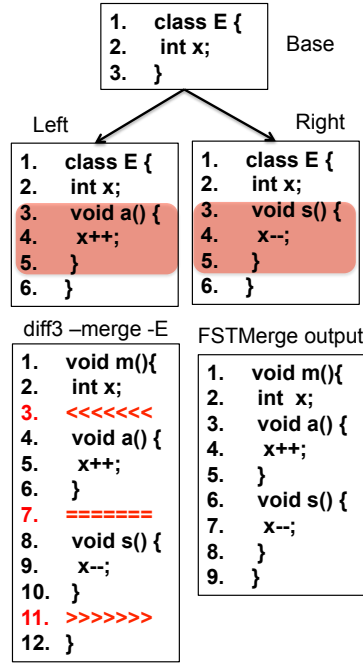 1. class E {
2. int x;
3. }
Base
Left
Right
1. class E {
2. int x;
3. void a() {
4. x++;
5. }
6. }
1. class E {
2. int x;
3. void s() {
4. x--;
5. }
6. }
diff3 –merge -E
1. void m(){
2. int x;
3. <<<<<<<
4. void a() {
5. x++;
6. }
7. =======
8. void s() {
9. x--;
10. }
11. >>>>>>>
12. }
FSTMerge output
1. void m(){
2. int x;
3. void a() {
4. x++;
5. }
6. void s() {
7. x--;
8. }
9. }